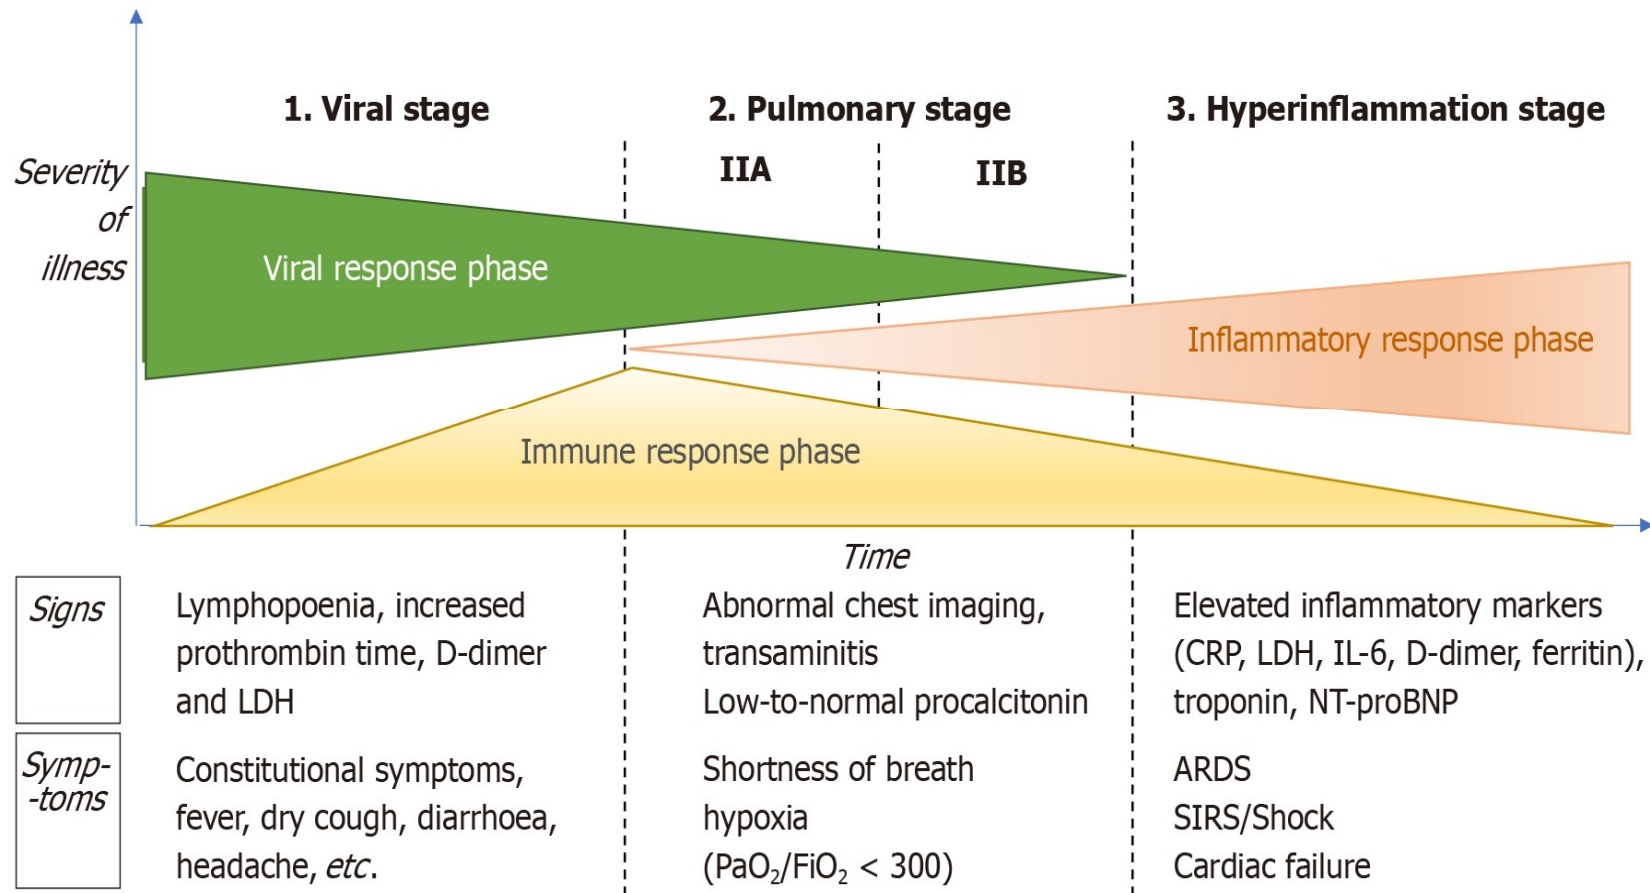 1. Viral stage
2. Pulmonary stage
3. Hyperinflammation stage
IIA
IIB
Severity
of
illness
Viral response phase
Inflammatory response phase
Immune response phase
Time
Signs
Lymphopoenia, increased
prothrombin time, D-dimer
and LDH
Abnormal chest imaging,
transaminitis
Low-to-normal procalcitonin
Elevated inflammatory markers
(CRP, LDH, IL-6, D-dimer, ferritin),
troponin, NT-proBNP
Symp-
-toms
Constitutional symptoms,
fever, dry cough, diarrhoea,
headache, etc.
Shortness of breath
hypoxia
(PaO₂/FiO₂ < 300)
ARDS
SIRS/Shock
Cardiac failure